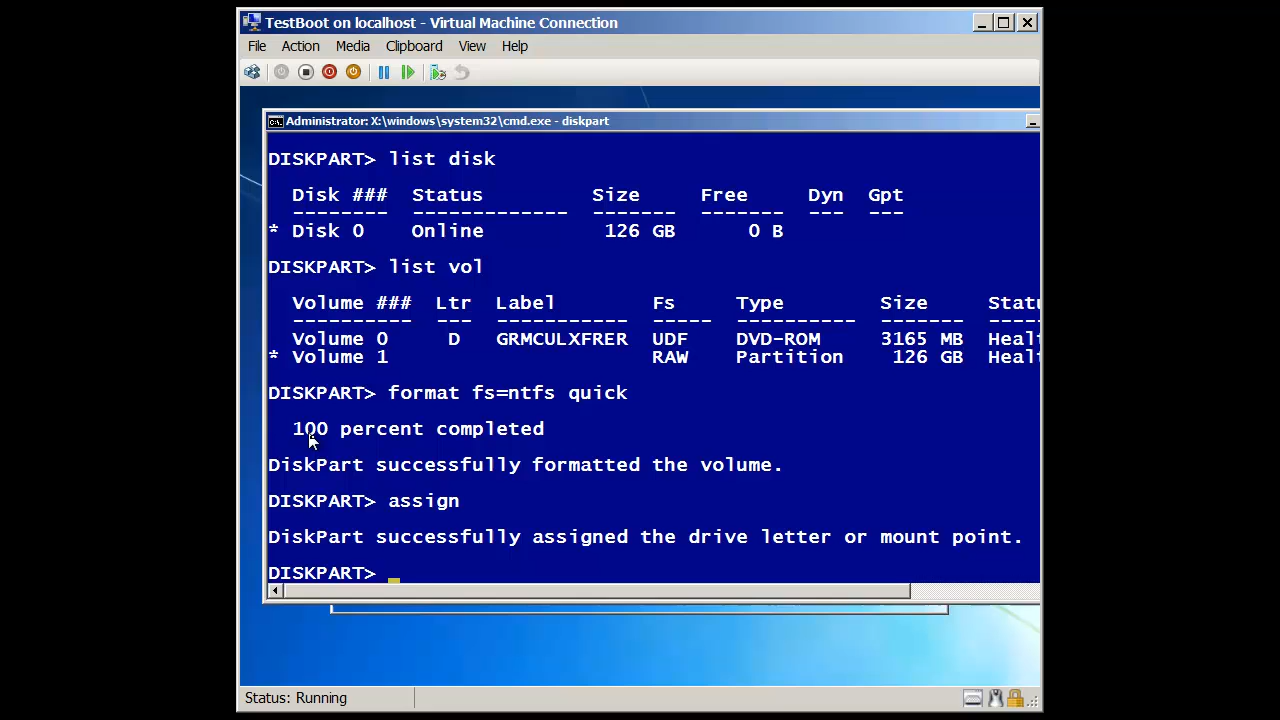 TestBoot on localhost - Virtual Machine Connection
File Action Media Clipboard View Help
Administrator: X:\windows\system32\cmd.exe - diskpart
DISKPART> list disk
Disk ### Status Size Free Dyn Gpt
-------- ------------- ------- ------- --- ---
* Disk 0 Online 126 GB 0 B
DISKPART> list vol
Volume ### Ltr Label Fs Type Size Statu
---------- --- ----------- ----- ---------- ------- -----
Volume 0 D GRMCULXFRER UDF DVD-ROM 3165 MB Heal
* Volume 1 RAW Partition 126 GB Heal
DISKPART> format fs=ntfs quick
100 percent completed
DiskPart successfully formatted the volume.
DISKPART> assign
DiskPart successfully assigned the drive letter or mount point.
DISKPART>
Status: Running